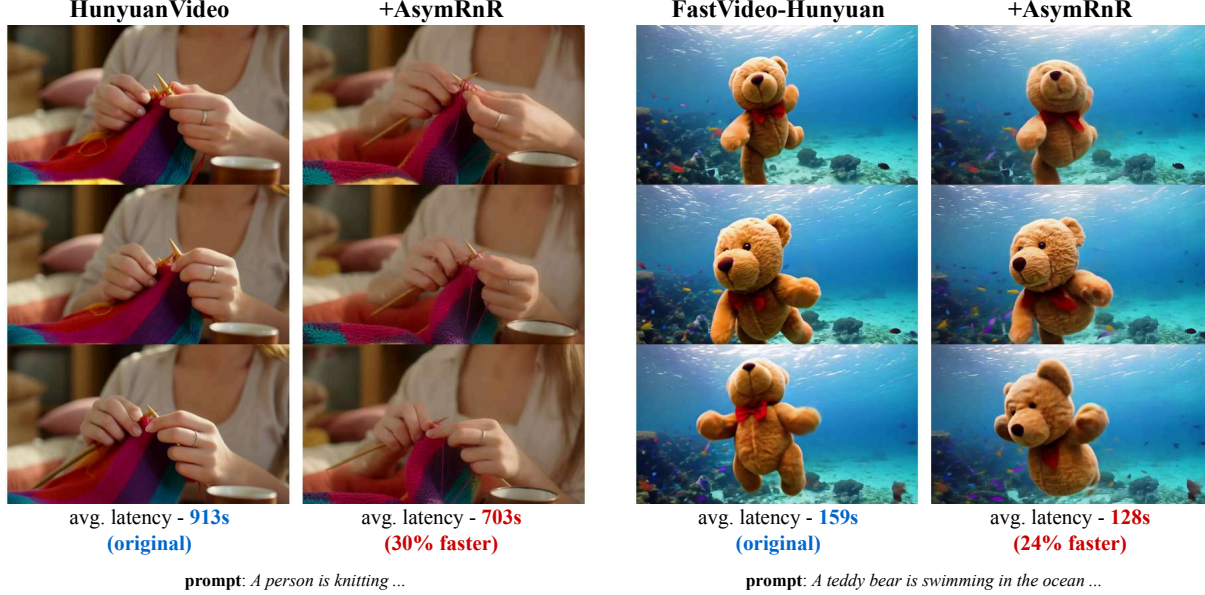 HunyuanVideo +AsymRnR FastVideo-Hunyuan +AsymRnR
avg. latency - 913s avg. latency - 703s avg. latency - 159s avg. latency - 128s
(original) (30% faster) (original) (24% faster)
prompt: A person is knitting ... prompt: A teddy bear is swimming in the ocean ...